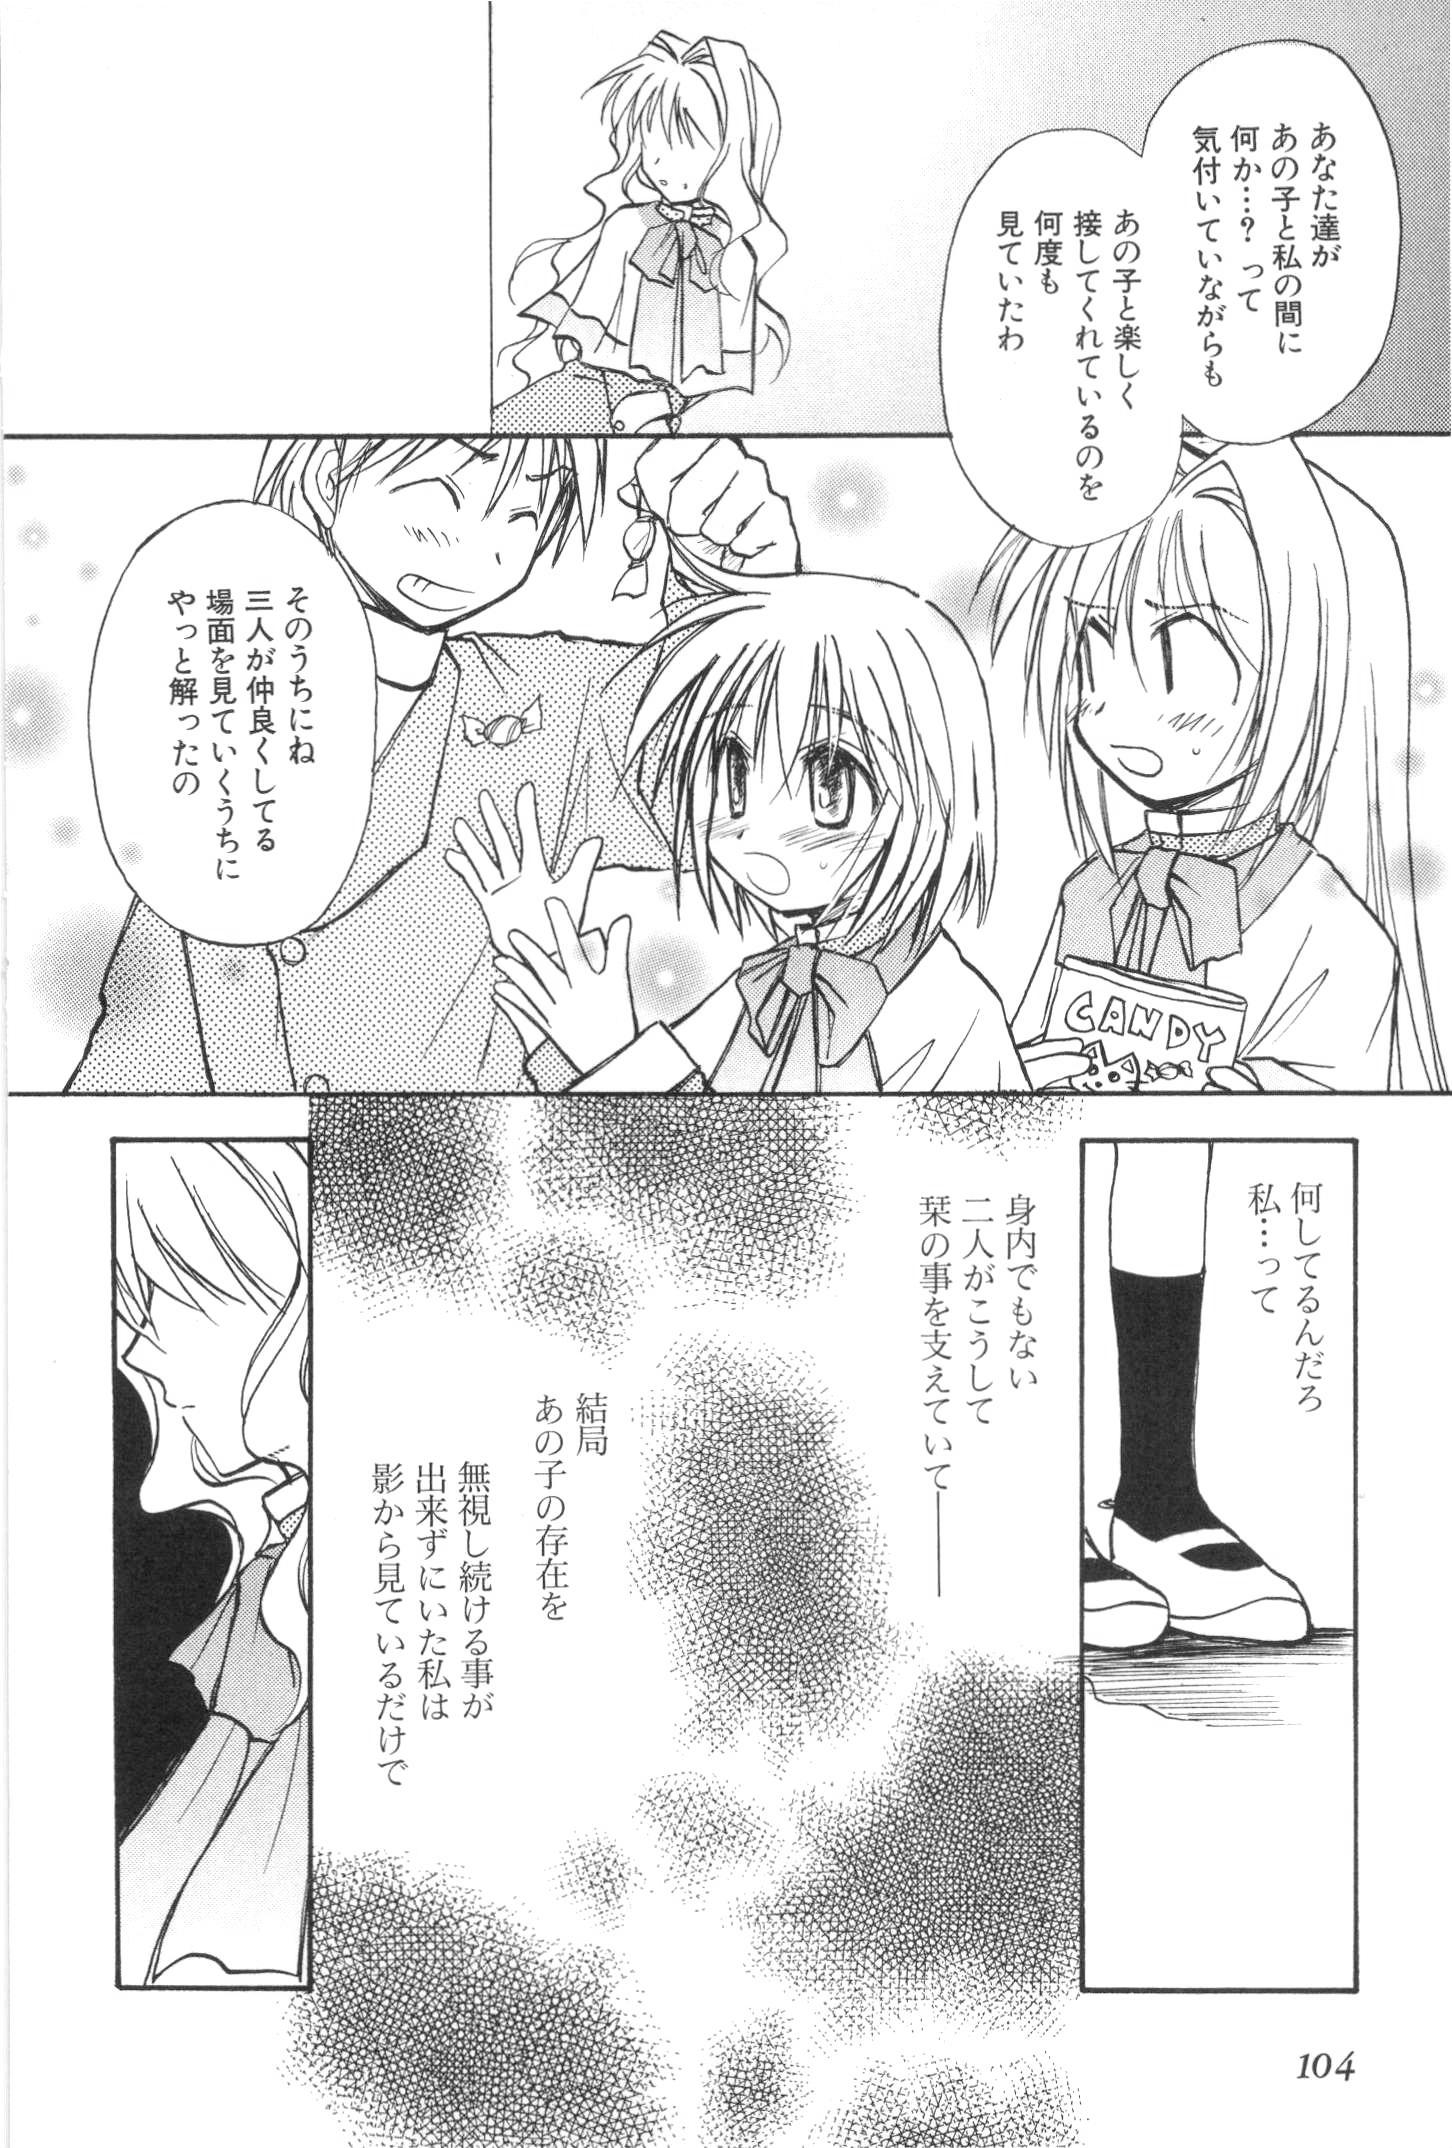 あなた達が
あの子と私の間に
何か…？って
気付いていながらも
あの子と楽しく
接してくれているのを
何度も
見ていたわ
そのうちにね
三人が仲良くしてる
場面を見ていくうちに
やっと解ったの
CANDY
何してるんだろ
私…って
身内でもない
二人がこうして
栞の事を支えていて――
結局
あの子の存在を
無視し続ける事が
出来ずにいた私は
影から見ているだけで
104